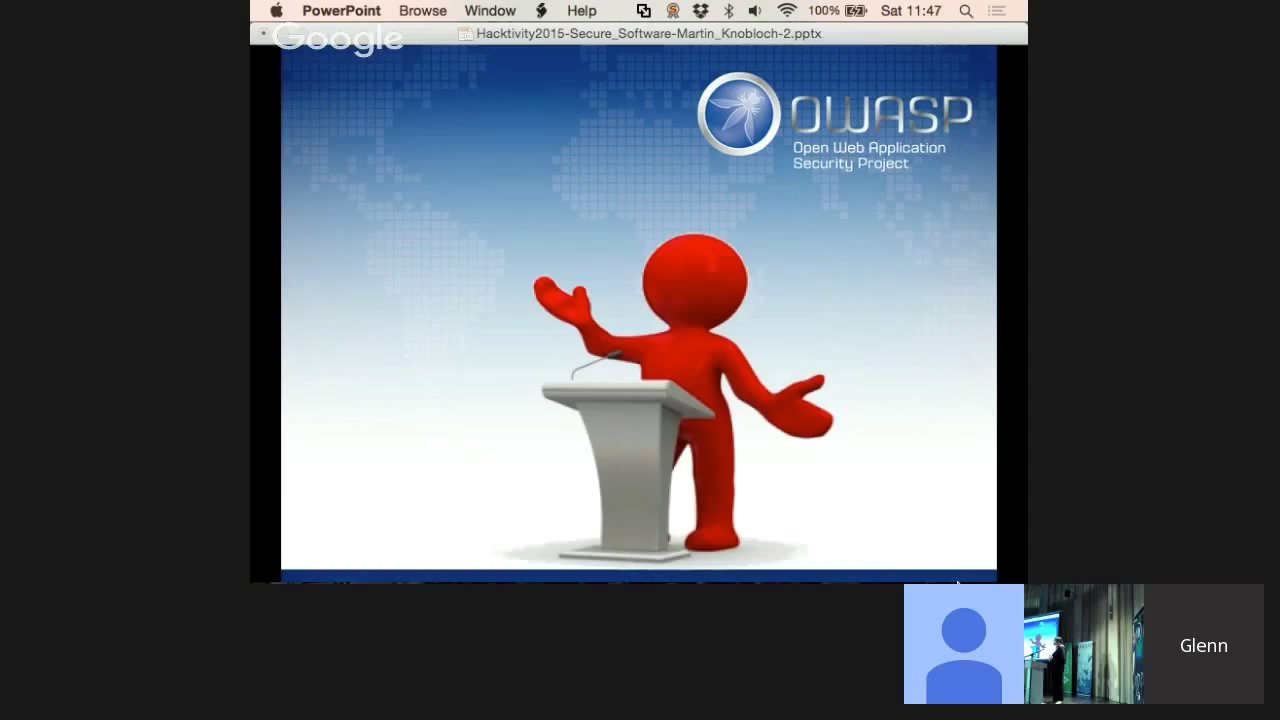 PowerPoint Browse Window Help 100% Sat 11:47
Google
Hacktivity2015-Secure_Software-Martin_Knobloch-2.pptx
OWASP
Open Web Application
Security Project
Glenn